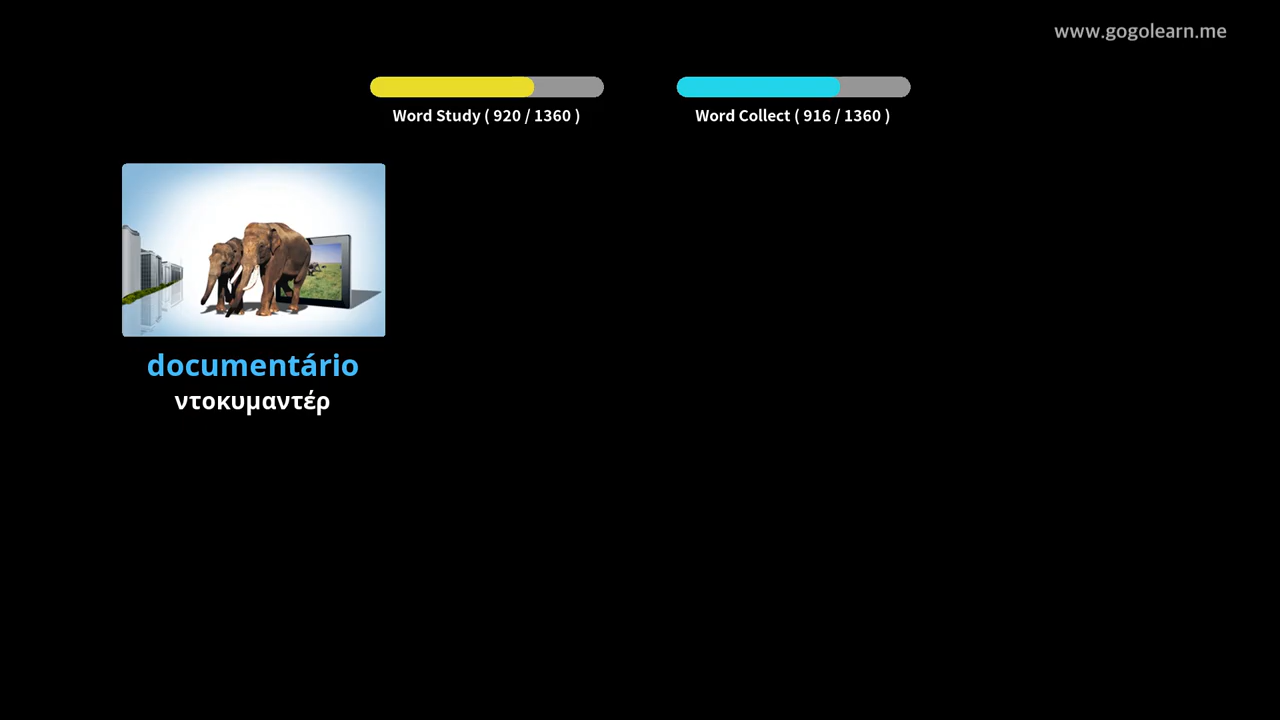 www.gogolearn.me
Word Study ( 920 / 1360 )
Word Collect ( 916 / 1360 )
documentário
ντοκυμαντέρ